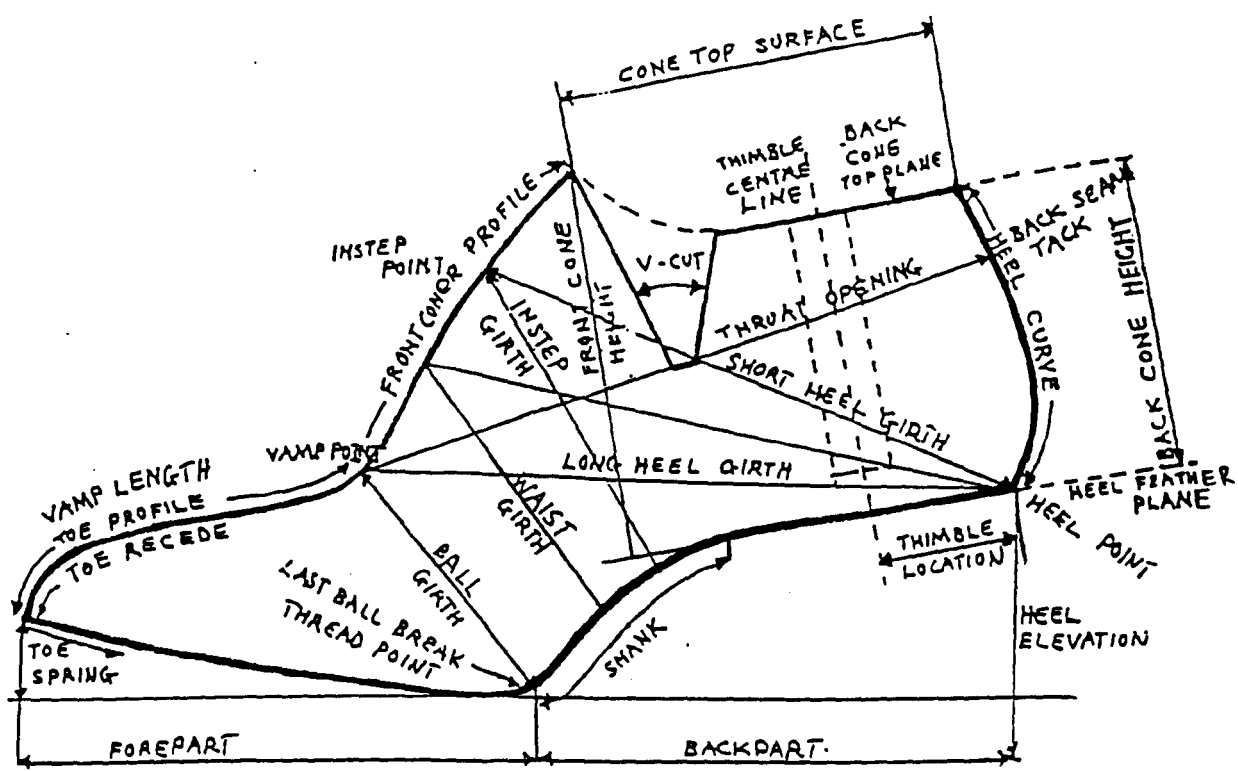 CONE TOP SURFACE
THIMBLE
CENTRE
LINE
BACK
CONE
TOP PLANE
BACK SEAM
TACK
INSTEP
POINT
FRONT CONOR PROFILE
FRONT CONE
HEIGHT
V-CUT
HEEL CURVE
BACK CONE HEIGHT
INSTEP
GIRTH
THRUAT OPENING
SHORT HEEL GIRTH
VAMP POINT
LONG HEEL GIRTH
VAMP LENGTH
TOE PROFILE
TOE RECEDE
WAIST
GIRTH
HEEL FEATHER
PLANE
HEEL POINT
THIMBLE
LOCATION
BALL
GIRTH
LAST BALL BREAK
THREAD POINT
SHANK
HEEL
ELEVATION
TOE
SPRING
FOREPART
BACKPART.